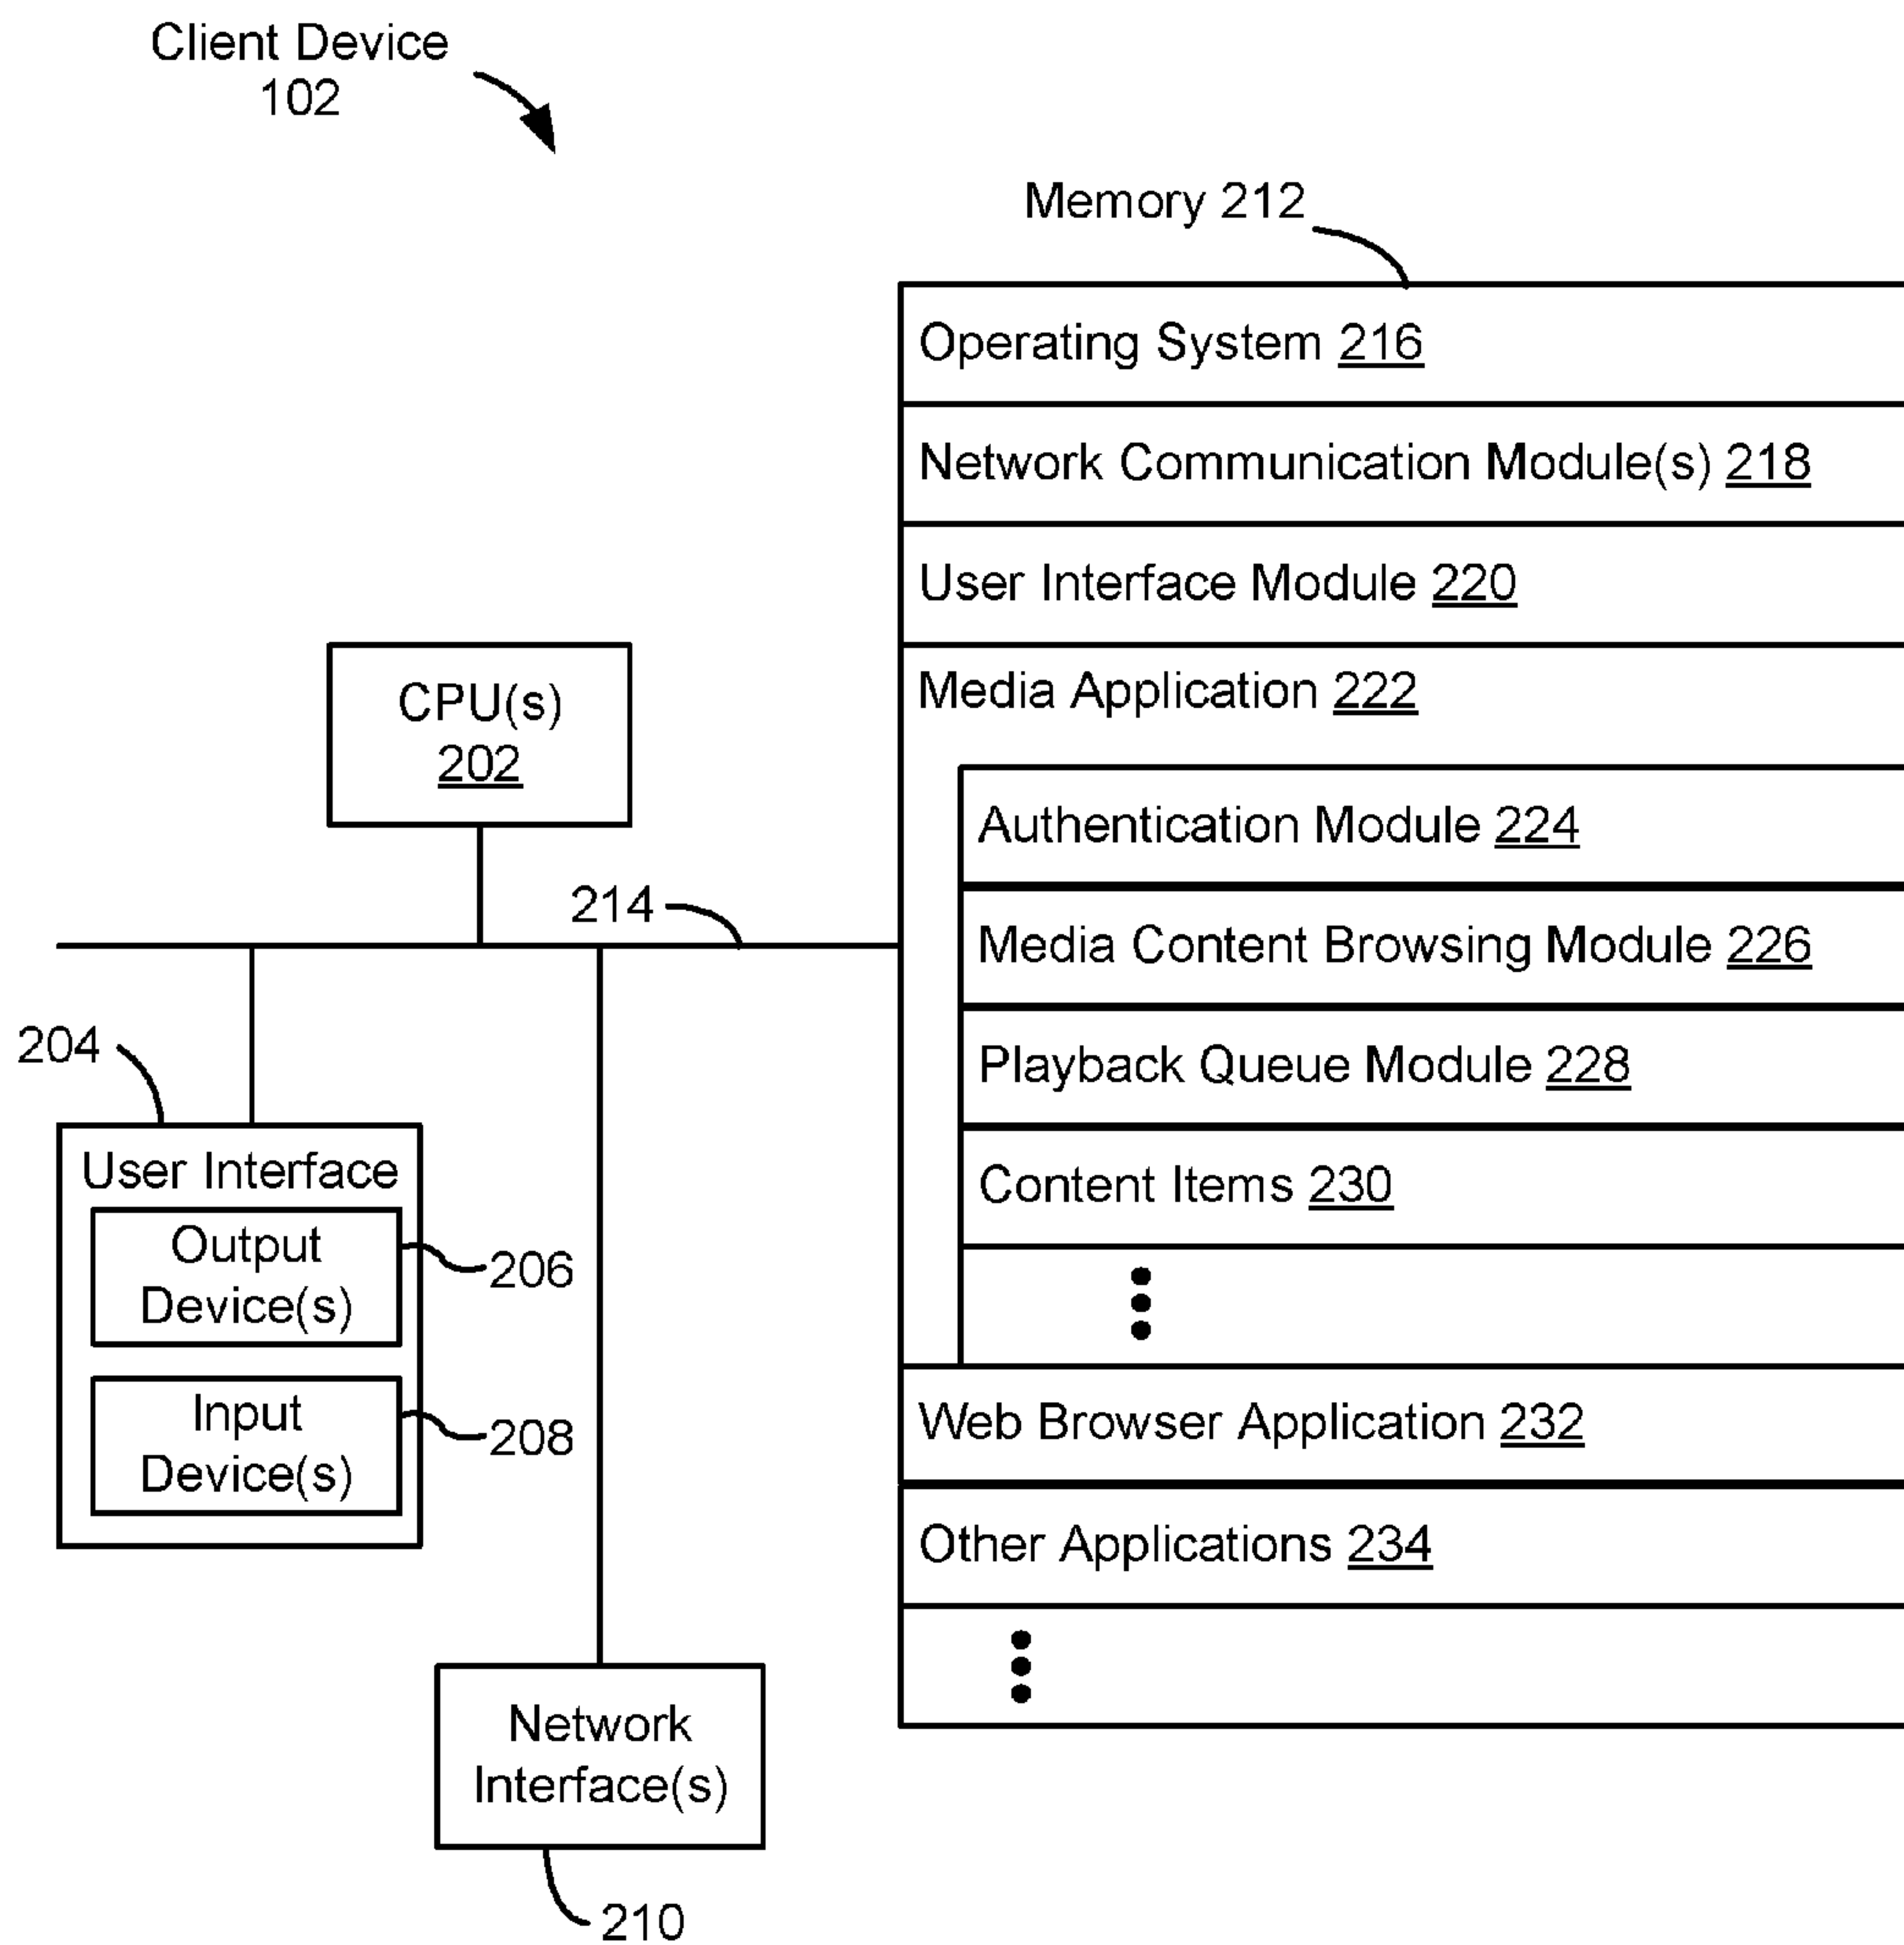 Client Device
102
Memory 212
Operating System 216
Network Communication Module(s) 218
User Interface Module 220
Media Application 222
Authentication Module 224
Media Content Browsing Module 226
Playback Queue Module 228
Content Items 230
Web Browser Application 232
Other Applications 234
CPU(s)
202
214
204
User Interface
Output
Device(s)
206
Input
Device(s)
208
Network
Interface(s)
210